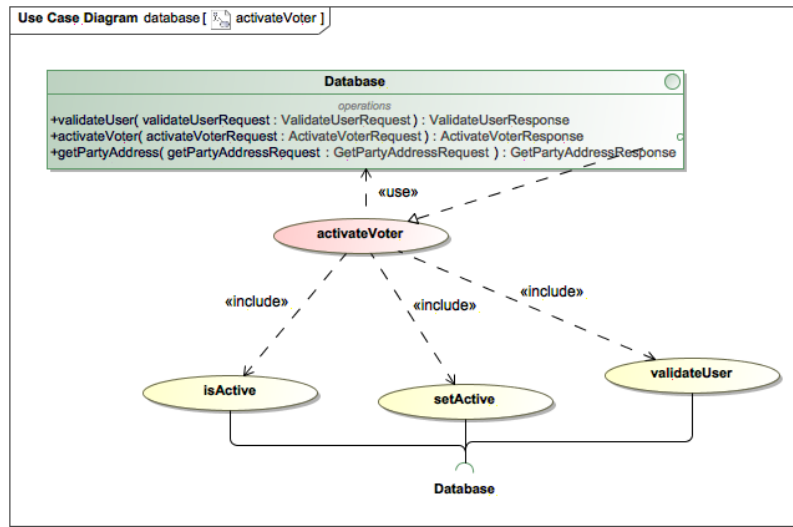 Use Case Diagram database [ activateVoter ]
Database
operations
+validateUser( validateUserRequest : ValidateUserRequest ) : ValidateUserResponse
+activateVoter( activateVoterRequest : ActivateVoterRequest ) : ActivateVoterResponse
+getPartyAddress( getPartyAddressRequest : GetPartyAddressRequest ) : GetPartyAddressResponse
«use»
activateVoter
«include»
«include»
«include»
isActive
setActive
validateUser
Database